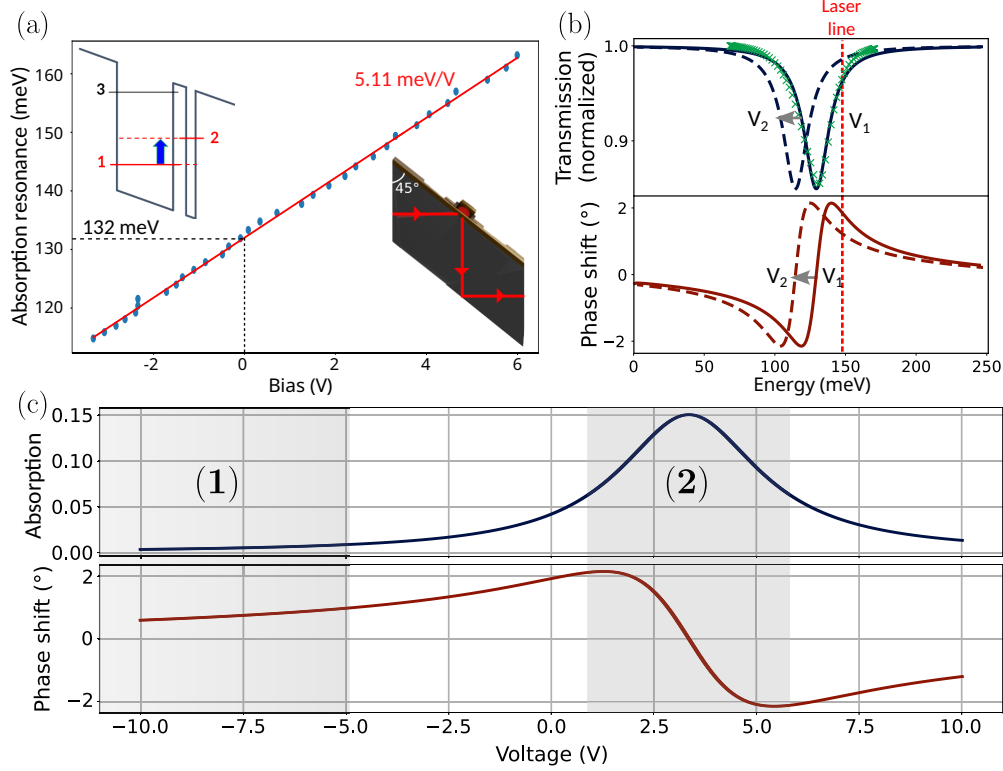 (a)
Absorption resonance (meV)
160
150
140
130
120
5.11 meV/V
3
2
1
132 meV
45°
-2
0
2
4
6
Bias (V)
(b)
Laser
line
Transmission
(normalized)
1.0
0.9
V2
V1
Phase shift (°)
2
0
−2
V2
V1
0
50
100
150
200
250
Energy (meV)
(c)
Absorption
0.15
0.10
0.05
0.00
(1)
(2)
Phase shift (°)
2
0
−2
−10.0
−7.5
−5.0
−2.5
0.0
2.5
5.0
7.5
10.0
Voltage (V)